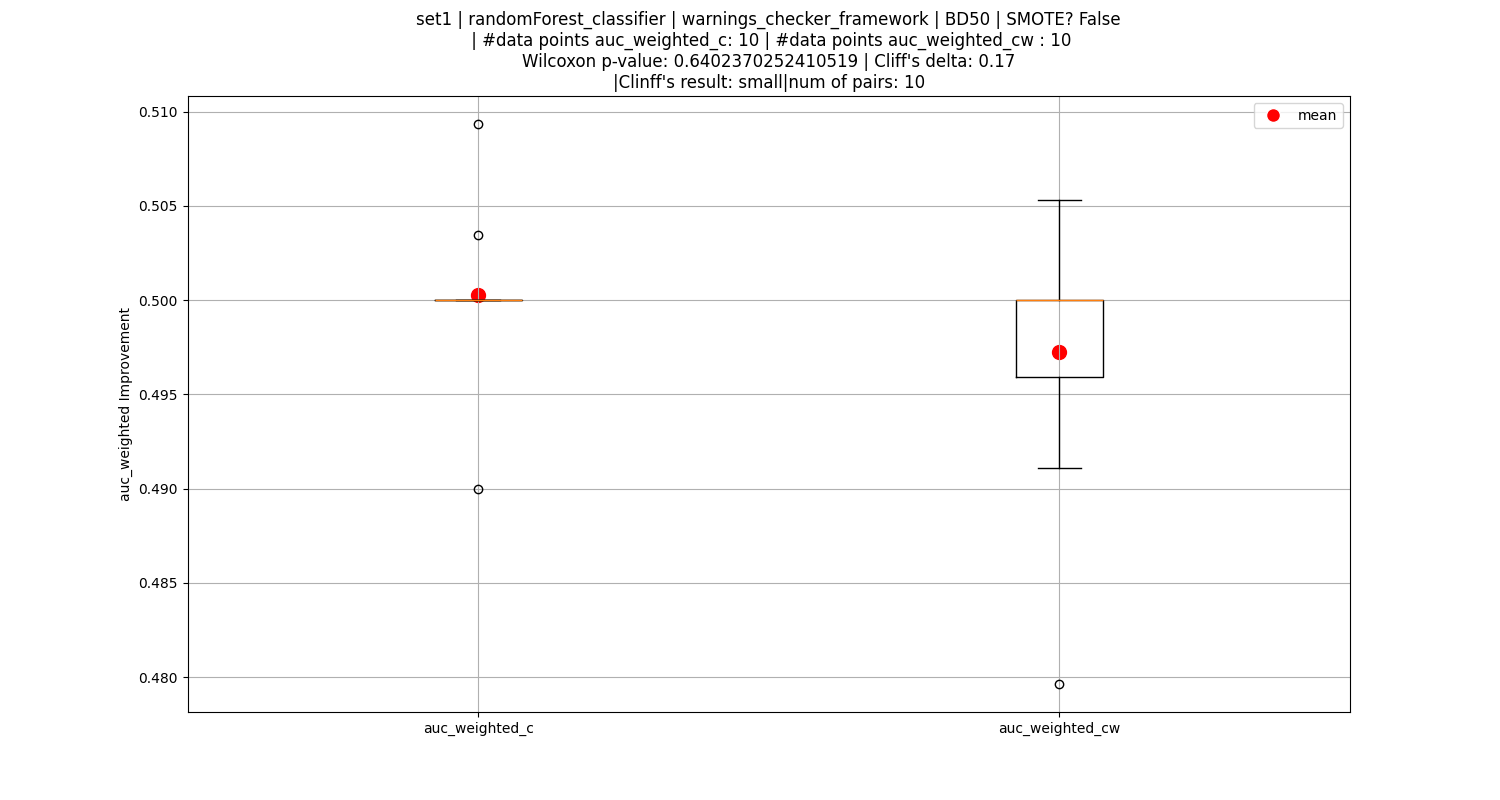 set1 | randomForest_classifier | warnings_checker_framework | BD50 | SMOTE? False
| #data points auc_weighted_c: 10 | #data points auc_weighted_cw : 10
Wilcoxon p-value: 0.6402370252410519 | Cliff's delta: 0.17
|Clinff's result: small|num of pairs: 10
mean
0.510
0.505
0.500
0.495
0.490
0.485
0.480
auc_weighted Improvement
auc_weighted_c
auc_weighted_cw